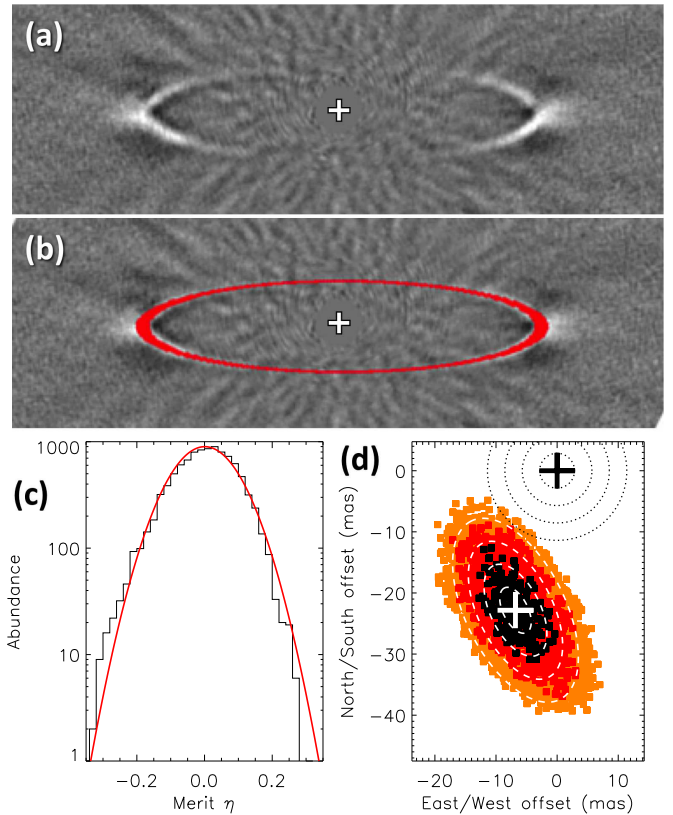 (a)
(b)
(c)
1000
100
10
1
Abundance
−0.2
0.0
0.2
Merit η
(d)
0
−10
−20
−30
−40
North/South offset (mas)
−20
−10
0
10
East/West offset (mas)